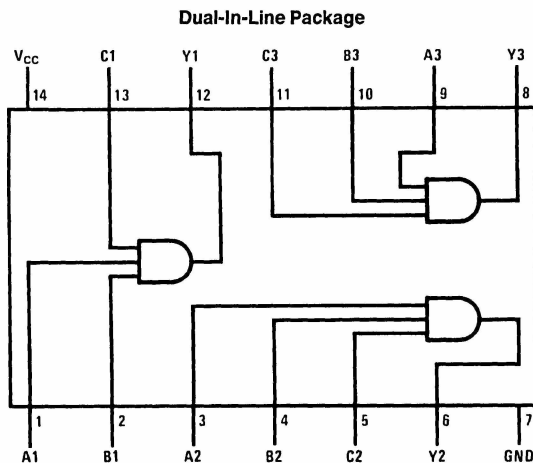 Dual-In-Line Package
VCC C1 Y1 C3 B3 A3 Y3
14 13 12 11 10 9 8
1 2 3 4 5 6 7
A1 B1 A2 B2 C2 Y2 GND